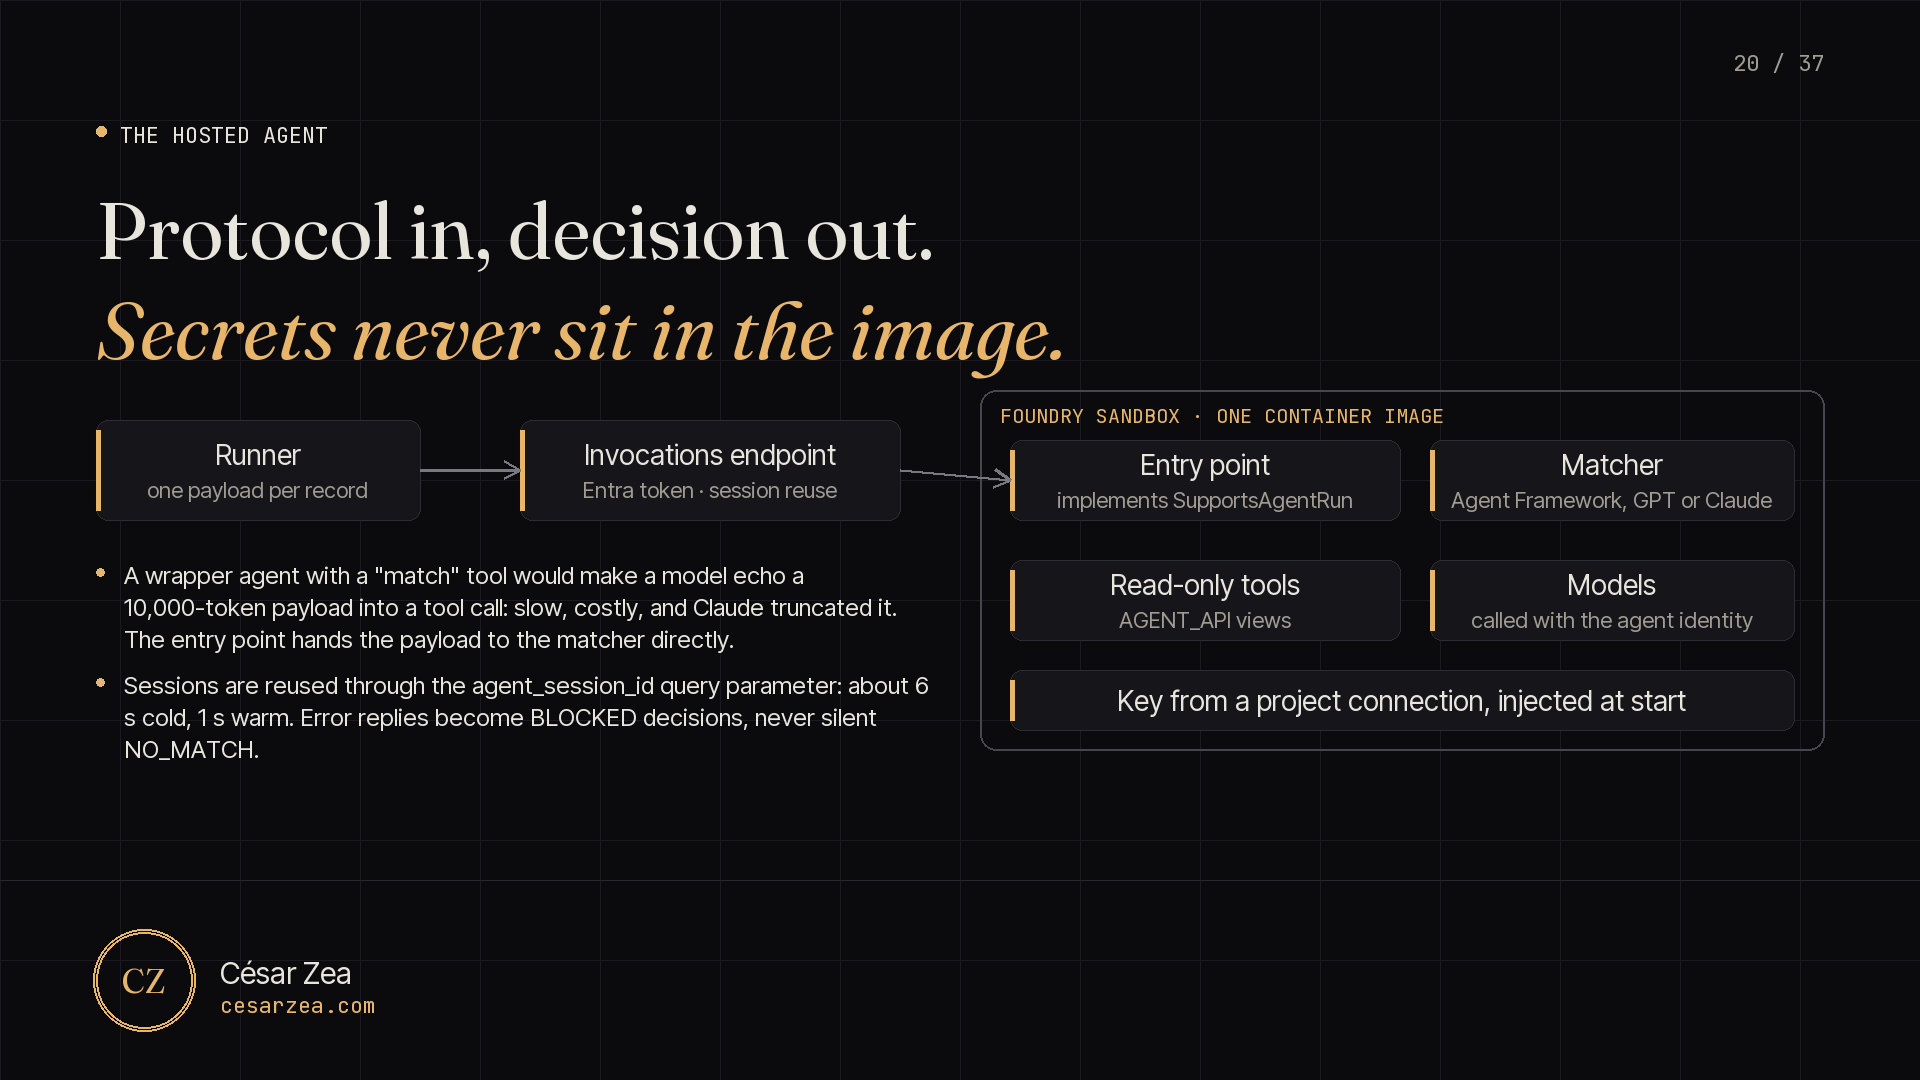 20 / 37
THE HOSTED AGENT
Protocol in, decision out.
Secrets never sit in the image.
Runner
one payload per record
Invocations endpoint
Entra token · session reuse
FOUNDRY SANDBOX · ONE CONTAINER IMAGE
Entry point
implements SupportsAgentRun
Matcher
Agent Framework, GPT or Claude
Read-only tools
AGENT_API views
Models
called with the agent identity
Key from a project connection, injected at start
A wrapper agent with a "match" tool would make a model echo a
10,000-token payload into a tool call: slow, costly, and Claude truncated it.
The entry point hands the payload to the matcher directly.
Sessions are reused through the agent_session_id query parameter: about 6
s cold, 1 s warm. Error replies become BLOCKED decisions, never silent
NO_MATCH.
CZ
César Zea
cesarzea.com